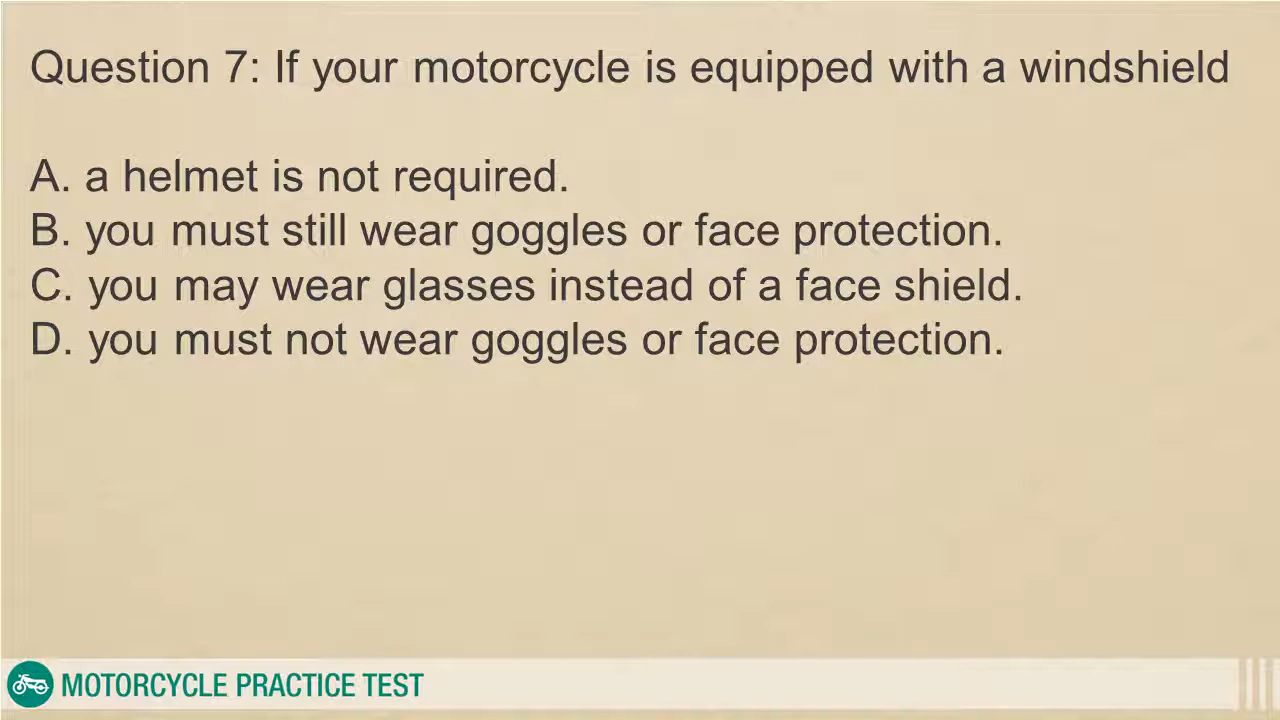 Question 7: If your motorcycle is equipped with a windshield
A. a helmet is not required.
B. you must still wear goggles or face protection.
C. you may wear glasses instead of a face shield.
D. you must not wear goggles or face protection.
MOTORCYCLE PRACTICE TEST